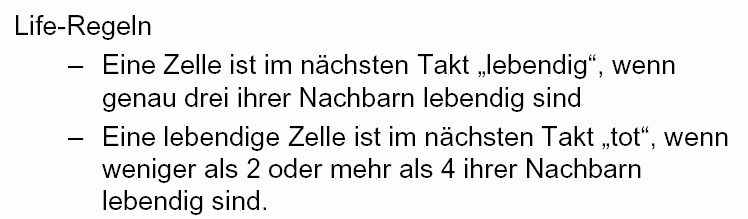 Life-Regeln
– Eine Zelle ist im nächsten Takt „lebendig“, wenn
genau drei ihrer Nachbarn lebendig sind
– Eine lebendige Zelle ist im nächsten Takt „tot“, wenn
weniger als 2 oder mehr als 4 ihrer Nachbarn
lebendig sind.